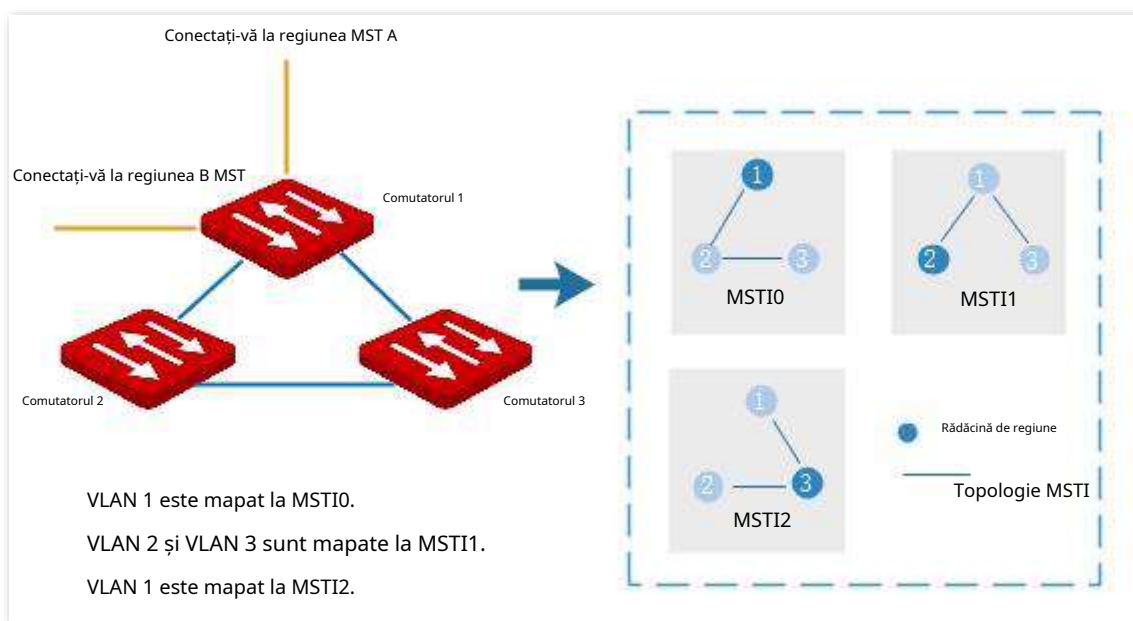 Conectați-vă la regiunea MST A
Conectați-vă la regiunea B MST
Comutatorul 1
Comutatorul 2
Comutatorul 3
VLAN 1 este mapat la MSTI0.
VLAN 2 și VLAN 3 sunt mapate la MSTI1.
VLAN 1 este mapat la MSTI2.
1
2
3
MSTI0
1
2
3
MSTI1
1
2
3
MSTI2
Rădăcină de regiune
Topologie MSTI